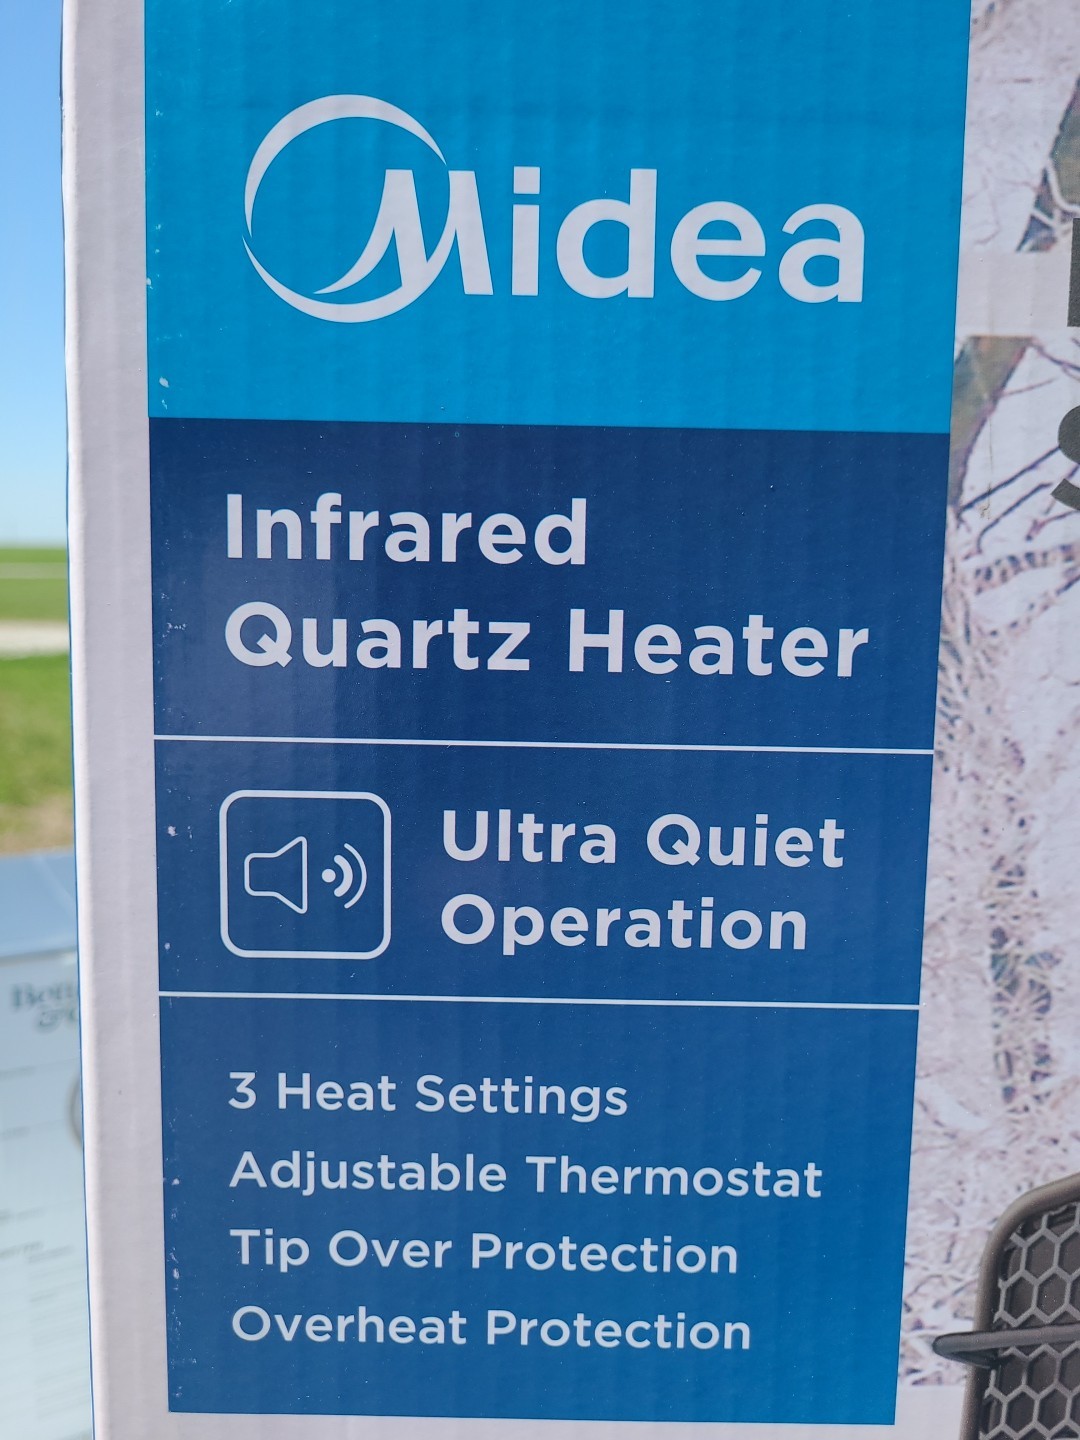 Midea
Infrared
Quartz Heater
Ultra Quiet
Operation
3 Heat Settings
Adjustable Thermostat
Tip Over Protection
Overheat Protection